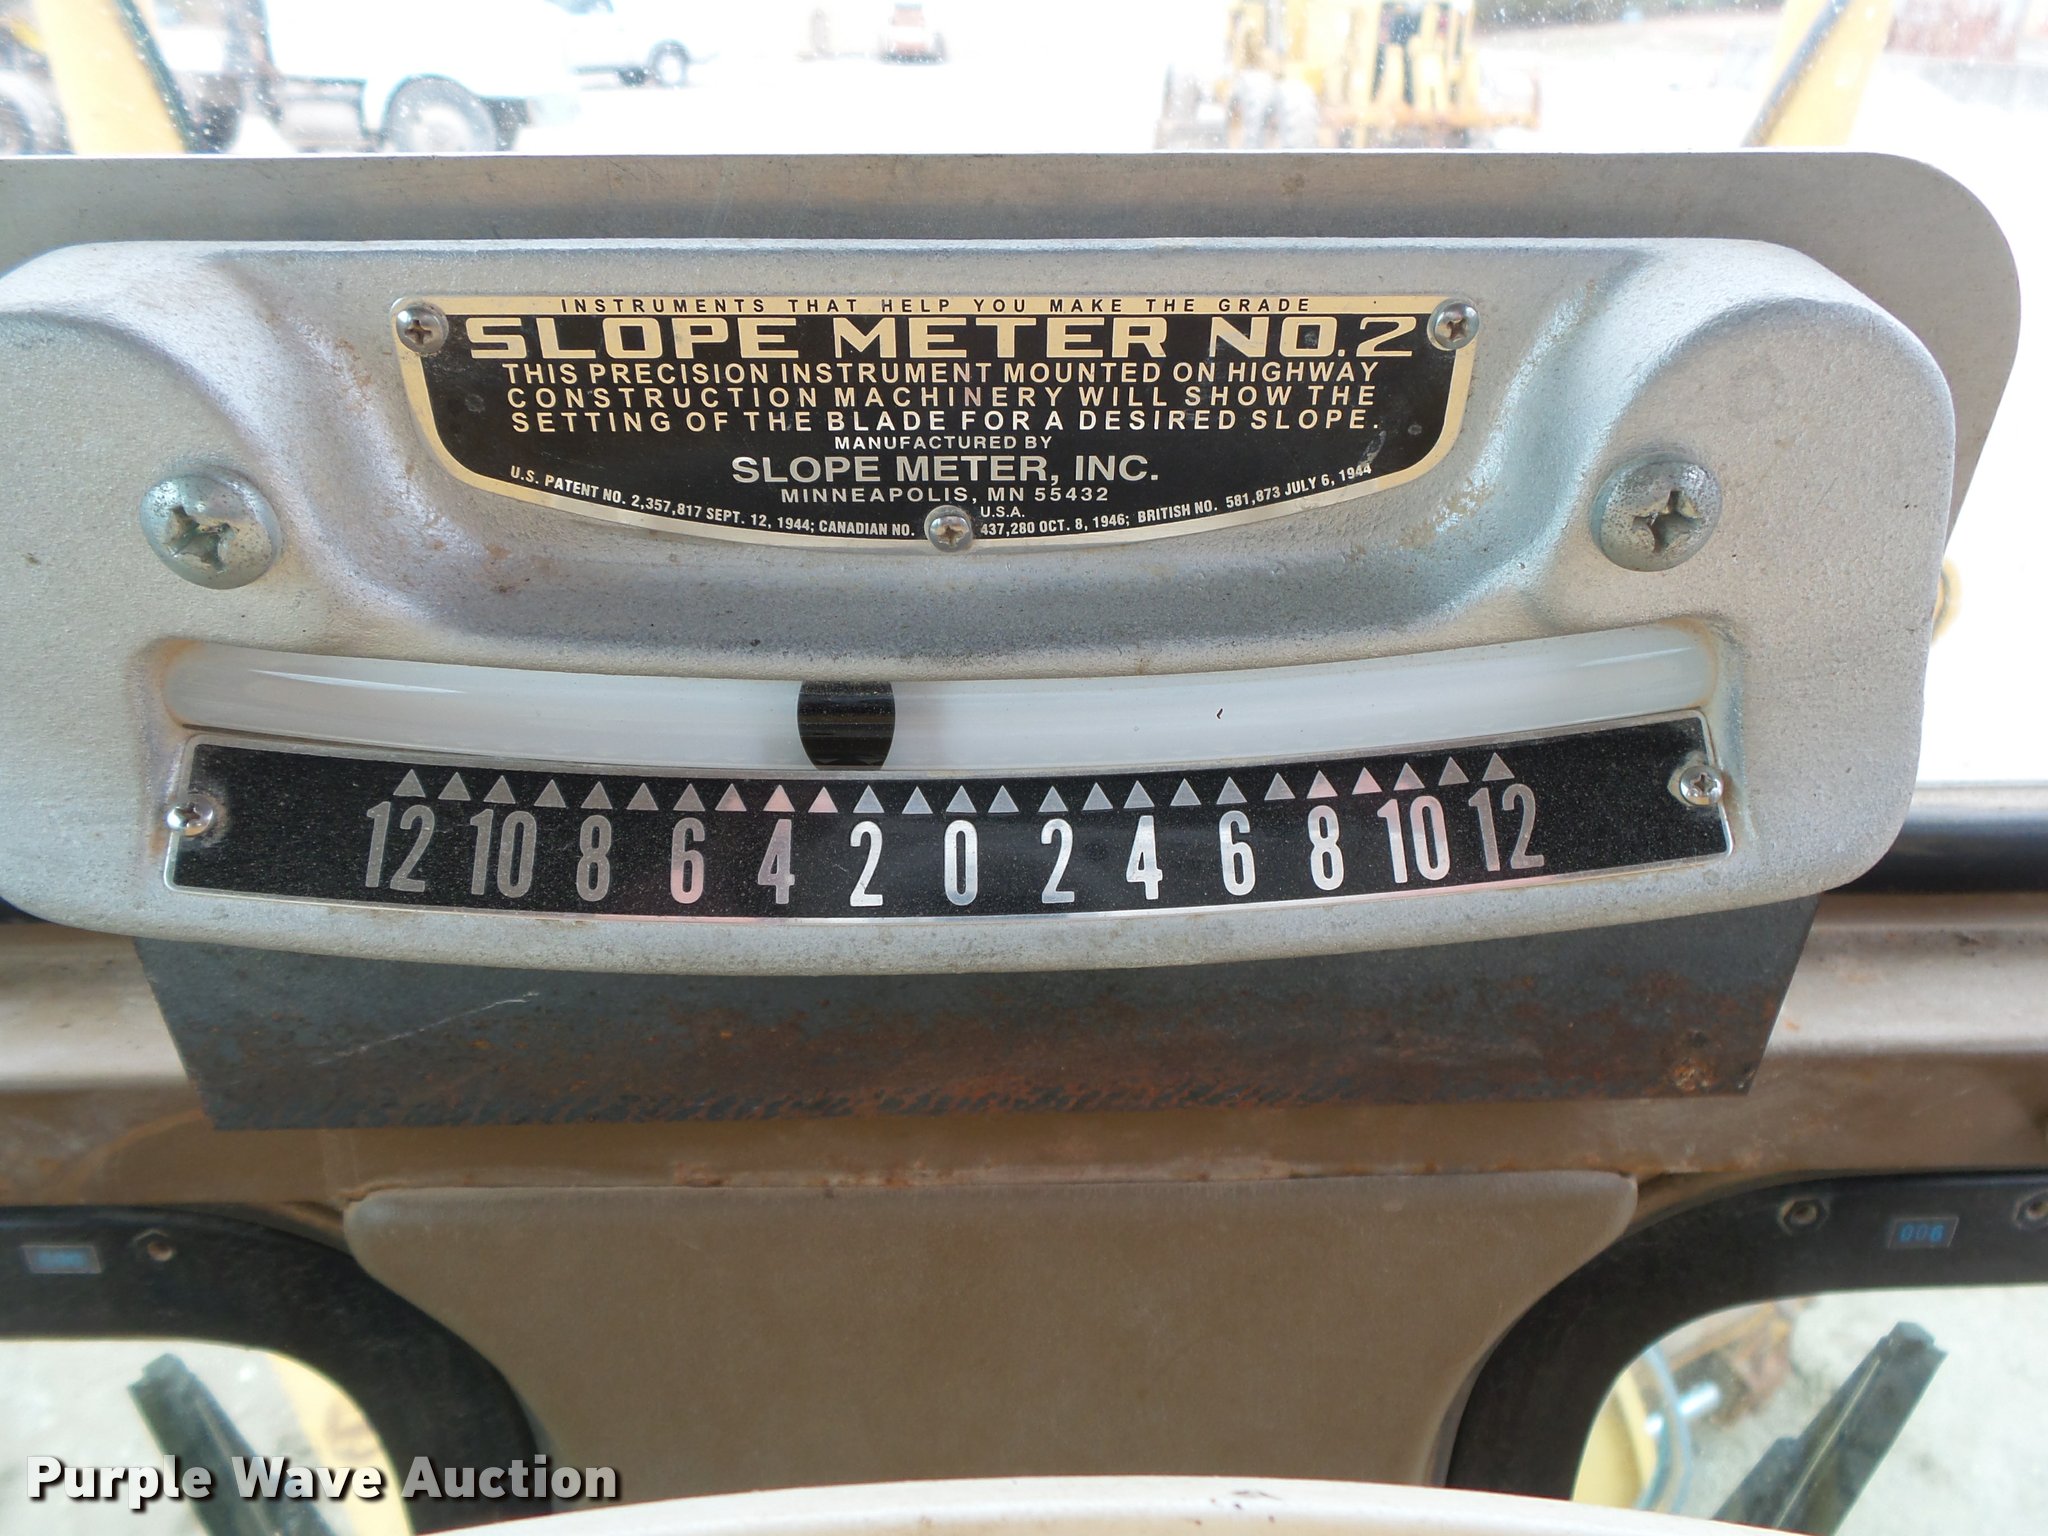 INSTRUMENTS THAT HELP YOU MAKE THE GRADE
SLOPE METER NO.2
THIS PRECISION INSTRUMENT MOUNTED ON HIGHWAY
CONSTRUCTION MACHINERY WILL SHOW THE
SETTING OF THE BLADE FOR A DESIRED SLOPE.
MANUFACTURED BY
SLOPE METER, INC.
MINNEAPOLIS, MN 55432
U.S.A.
U.S. PATENT NO. 2,357,817 SEPT. 12, 1944; CANADIAN NO. 437,280 OCT. 8, 1946; BRITISH NO. 581,873 JULY 6, 1944
12 10 8 6 4 2 0 2 4 6 8 10 12
Purple Wave Auction